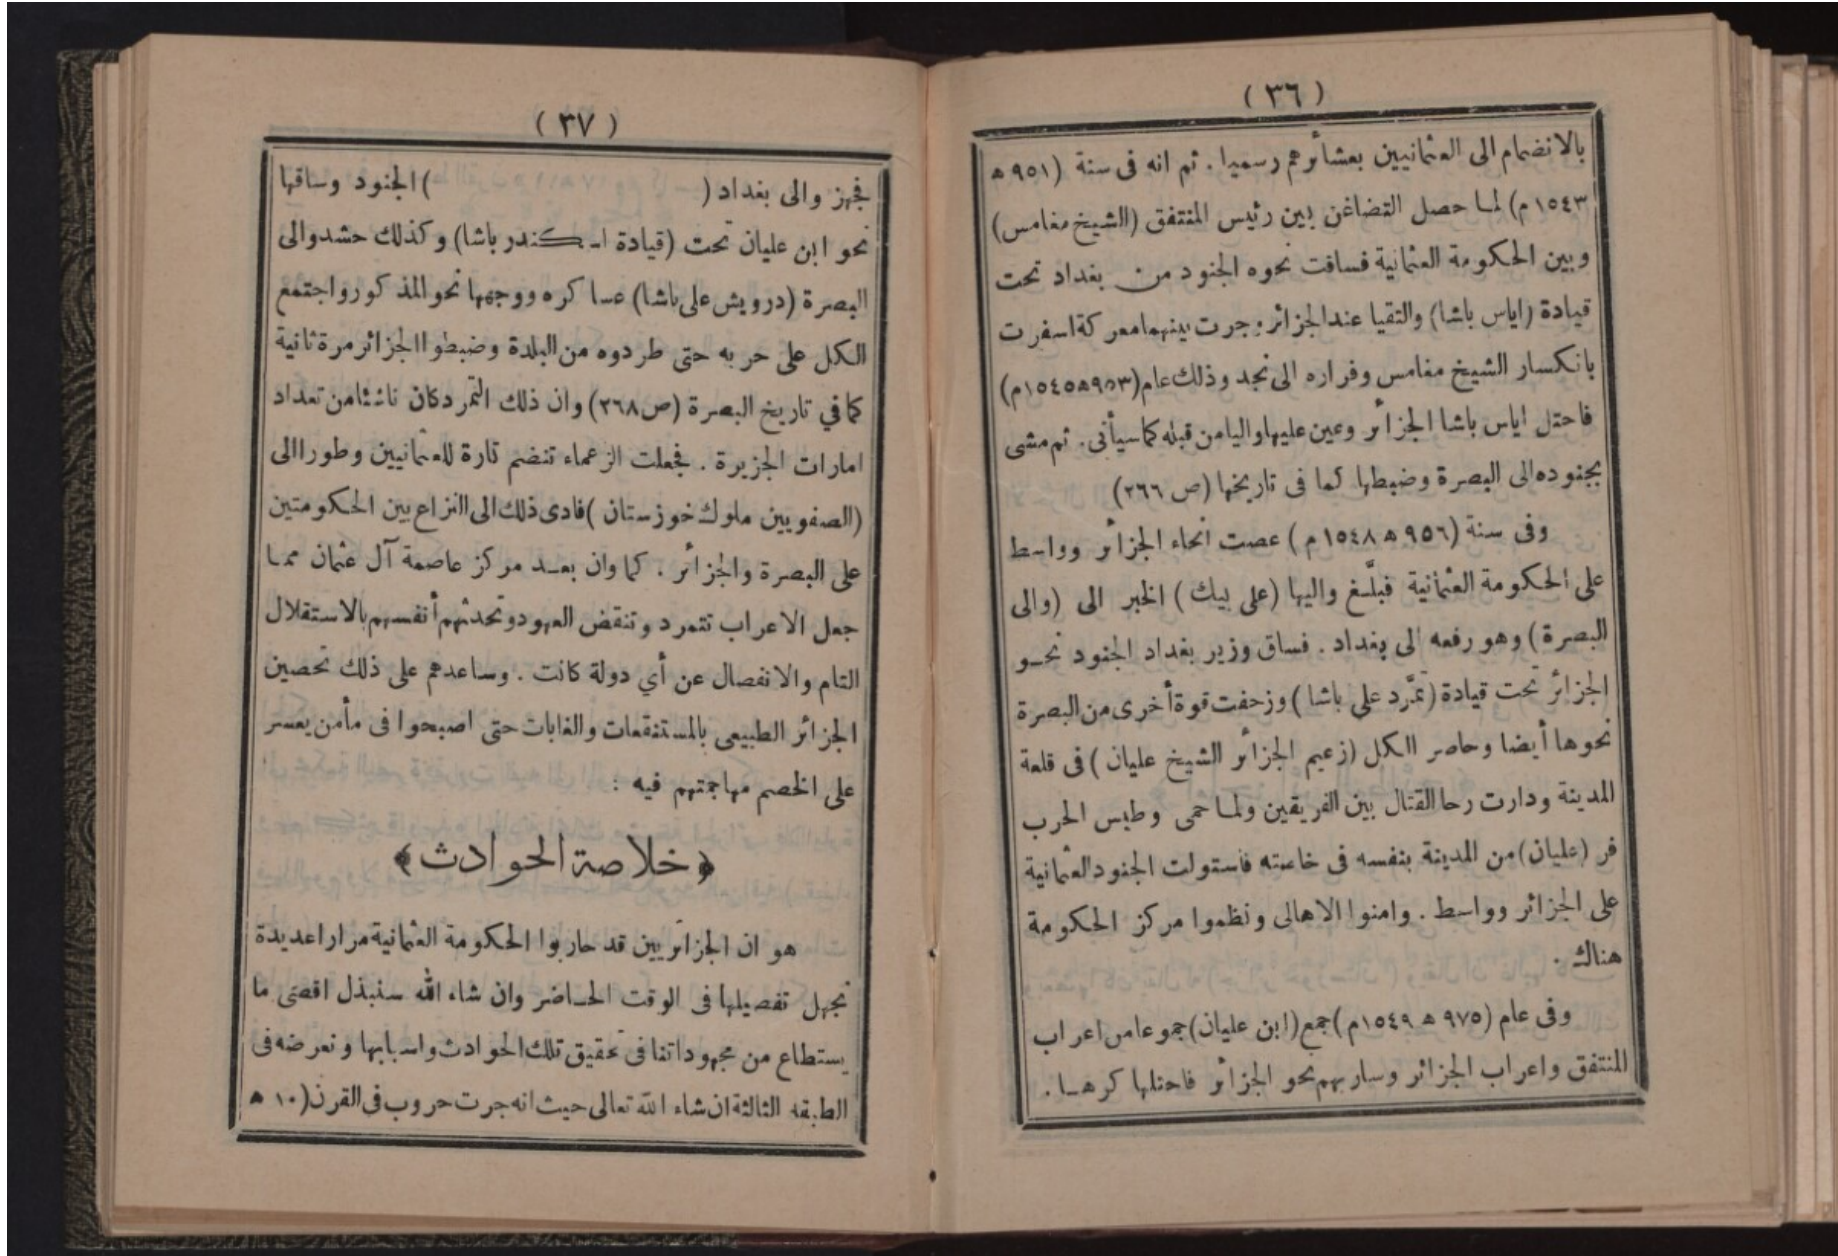 ( ٣٦ )
بالانضمام الى العثمانيين بعشائرهم رسميا . ثم انه فى سنة (٩٥١ ه
١٥٤٣ م) لما حصل التضاغن بين رئيس المنتفق (الشيخ مغامس)
وبين الحكومة العثمانية فساقت نحوه الجنود من بغداد تحت
قيادة (اياس باشا) والتقيا عند الجزائر وجرت بينهما معركة اسفرت
بانكسار الشيخ مغامس وفراره الى نجد وذلك عام (٩٥٣ه ١٥٤٥م)
فاحتل اياس باشا الجزائر وعين عليها واليا من قبله كما سيأتى . ثم مشى
بجنوده الى البصرة وضبطها كما فى تاريخها (ص ٢٦٦)
وفى سنة (٩٥٦ ه ١٥٤٨ م) عصت انحاء الجزائر وواسط
على الحكومة العثمانية فبلّغ واليها (على بيك) الخبر الى (والى
البصرة) وهو رفعه الى بغداد . فساق وزير بغداد الجنود نحو
الجزائر تحت قيادة (تمرّد على باشا) وزحفت قوة أخرى من البصرة
نحوها أيضا وحاصر الكل (زعيم الجزائر الشيخ عليان) فى قلعة
المدينة ودارت رحا القتال بين الفريقين ولما حمى وطيس الحرب
فر (عليان) من المدينة بنفسه فى خاصته فاستولت الجنود العثمانية
على الجزائر وواسط . وامنوا الاهالى ونظموا مركز الحكومة
هناك .
وفى عام (٩٧٥ ه ١٥٤٩م) جمع (ابن عليان) جموعا من اعراب
المنتفق واعراب الجزائر وسار بهم نحو الجزائر فاحتلها كرها .
( ٣٧ )
فجهز والى بغداد ( ) الجنود وساقها
نحو ابن عليان تحت (قيادة اسكندر باشا) وكذلك حشد والى
البصرة (درويش على باشا) عساكره ووجهها نحو المذكور واجتمع
الكل على حربه حتى طردوه من البلدة وضبطوا الجزائر مرة ثانية
كما في تاريخ البصرة (ص ٢٦٨) وان ذلك التمرد كان ناشئا من تعداد
امارات الجزيرة . فجعلت الزعماء تنضم تارة للعثمانيين وطورا الى
(الصفويين ملوك خوزستان) فادى ذلك الى النزاع بين الحكومتين
على البصرة والجزائر . كما وان بعد مركز عاصمة آل عثمان مما
جعل الاعراب تتمرد وتنقض العهود وتحدثهم أنفسهم بالاستقلال
التام والانفصال عن أي دولة كانت . وساعدهم على ذلك تحصين
الجزائر الطبيعى بالمستنقعات والغابات حتى اصبحوا فى مأمن يعسر
على الخصم مهاجمتهم فيه :
﴿ خلاصة الحوادث ﴾
هو ان الجزائريين قد حاربوا الحكومة العثمانية مرارا عديدة
نجهل تفصيلها فى الوقت الحاضر وان شاء الله سنبذل اقصى ما
يستطاع من مجهوداتنا فى تحقيق تلك الحوادث واسبابها ونعرضه فى
الطبقه الثالثة ان شاء الله تعالى حيث انه جرت حروب فى القرن (١٠ ه